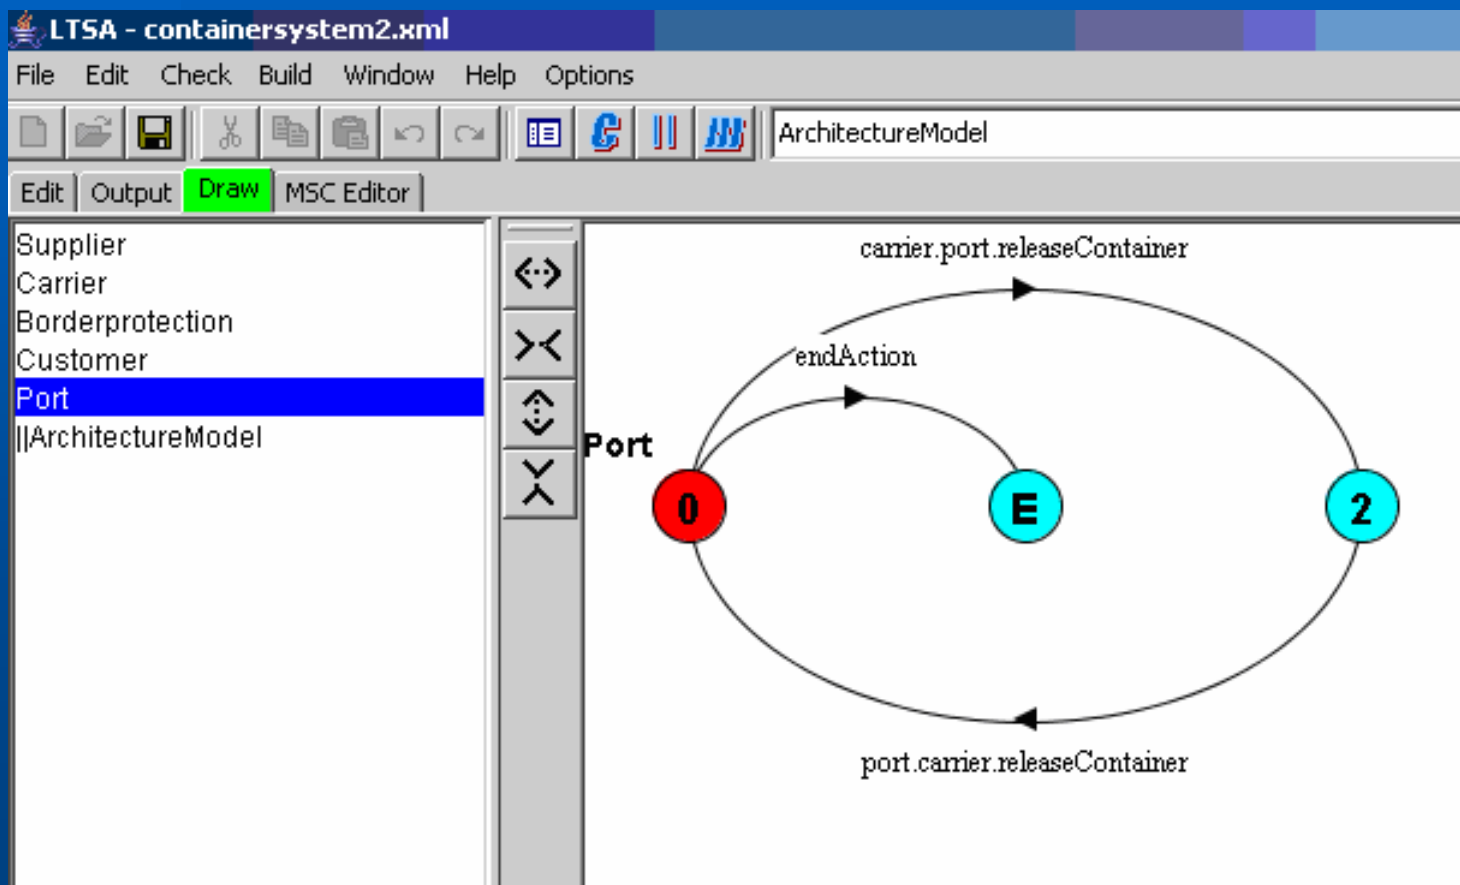 LTSA - containersystem2.xml
File Edit Check Build Window Help Options
ArchitectureModel
Edit Output Draw MSC Editor
Supplier
Carrier
Borderprotection
Customer
Port
||ArchitectureModel
carrier.port.releaseContainer
endAction
Port
0 E 2
port.carrier.releaseContainer